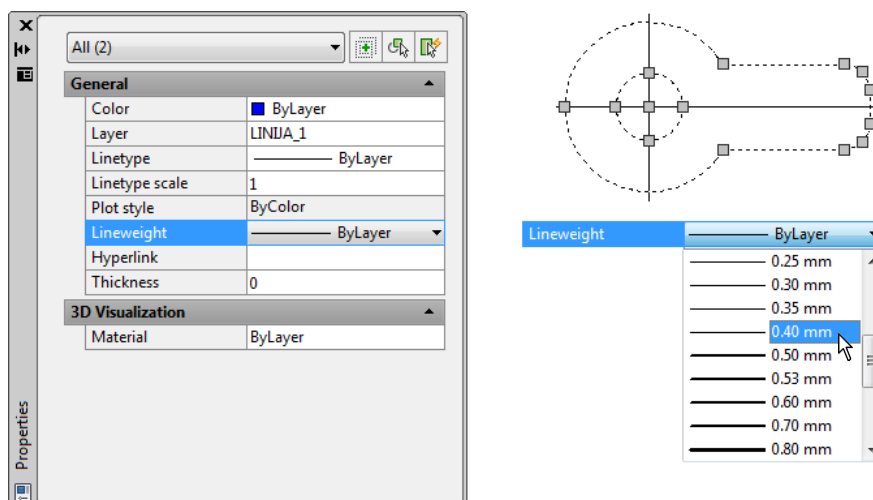 All (2)
General
Color ByLayer
Layer LINIJA_1
Linetype ByLayer
Linetype scale 1
Plot style ByColor
Lineweight ByLayer
Hyperlink
Thickness 0
3D Visualization
Material ByLayer
Properties
Lineweight ByLayer
0.25 mm
0.30 mm
0.35 mm
0.40 mm
0.50 mm
0.53 mm
0.60 mm
0.70 mm
0.80 mm